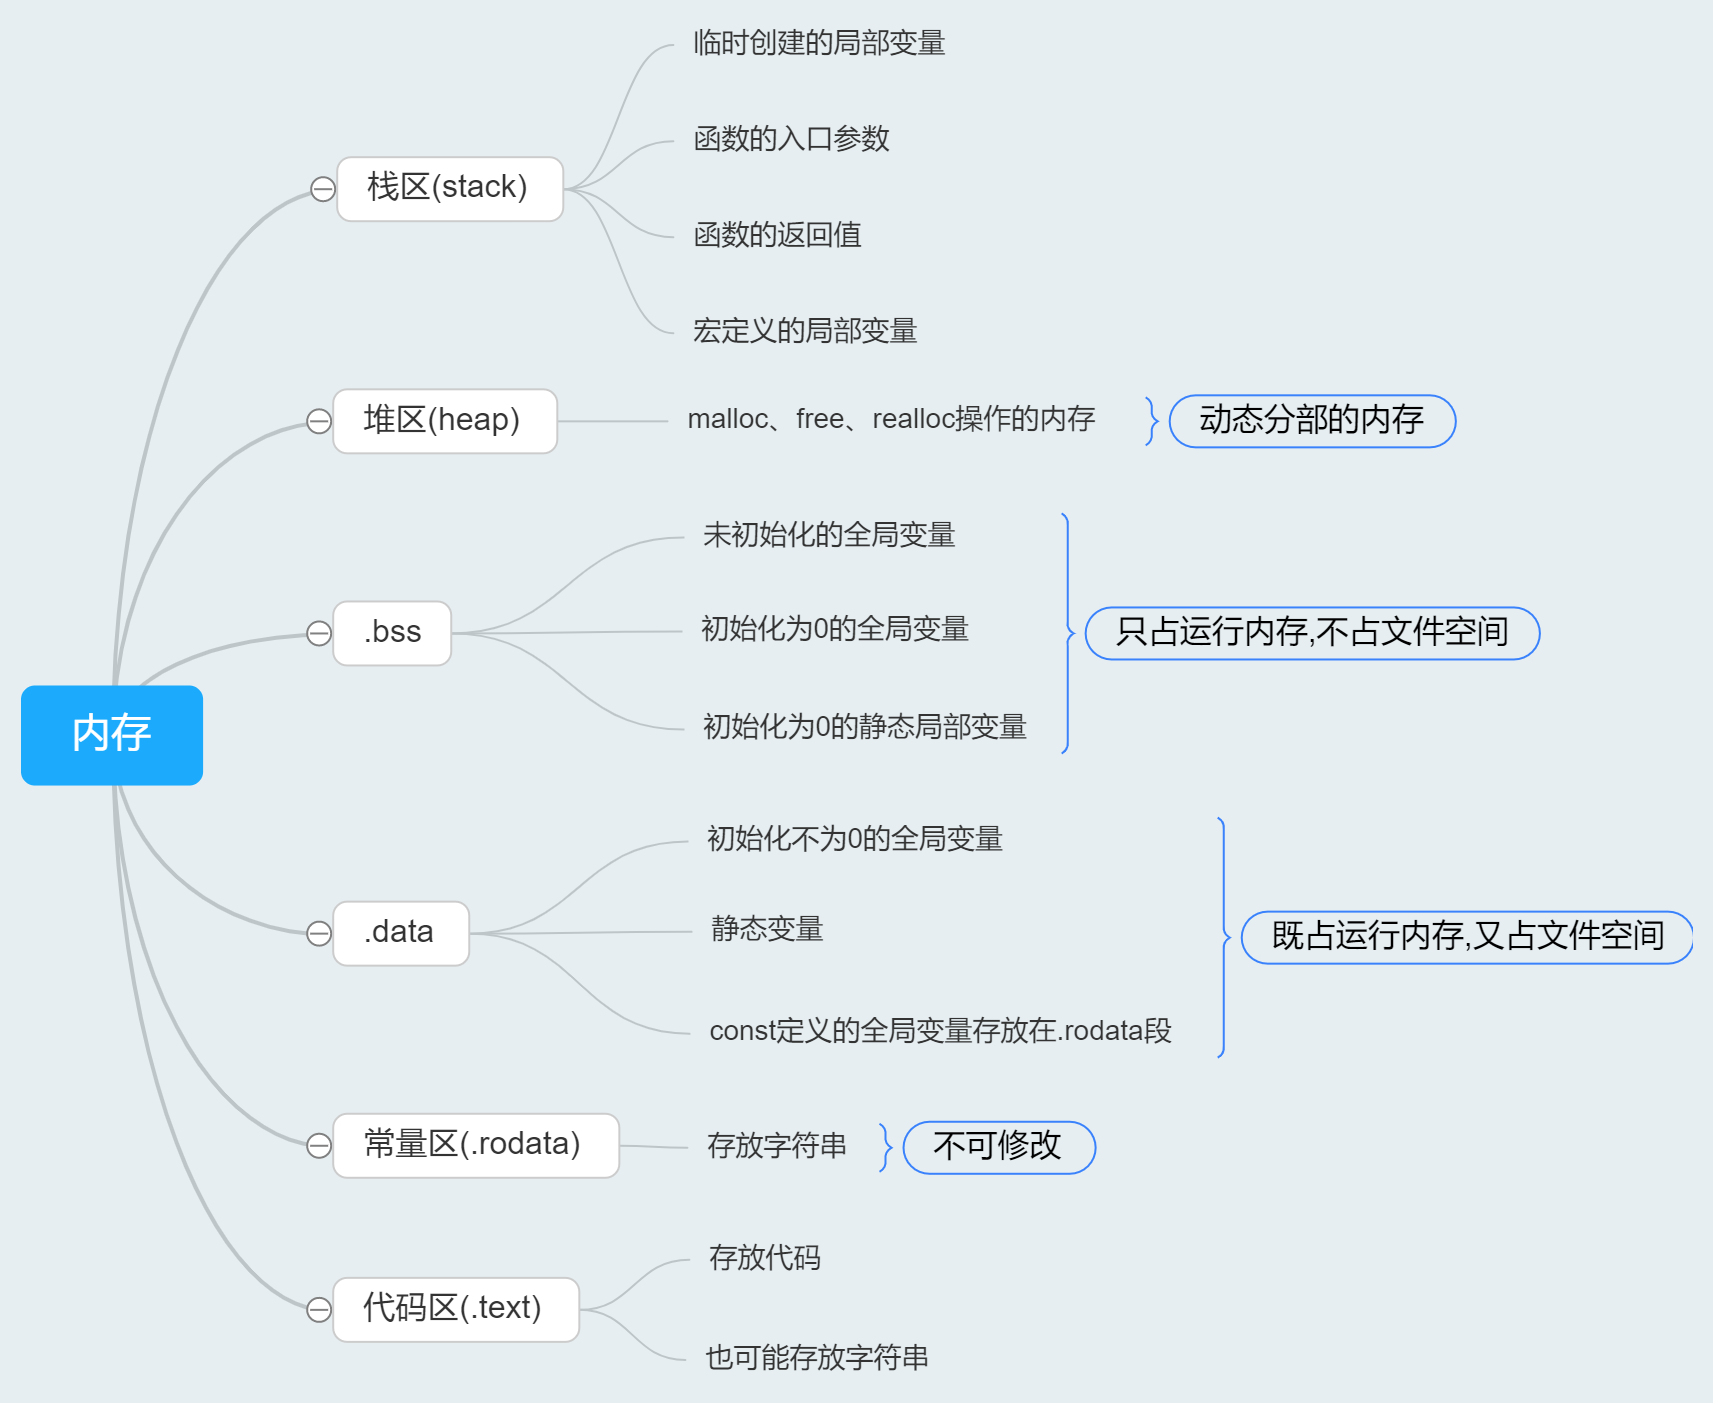 内存
栈区(stack)
临时创建的局部变量
函数的入口参数
函数的返回值
宏定义的局部变量
堆区(heap)
malloc、free、realloc操作的内存
动态分部的内存
.bss
未初始化的全局变量
初始化为0的全局变量
初始化为0的静态局部变量
只占运行内存,不占文件空间
.data
初始化不为0的全局变量
静态变量
const定义的全局变量存放在.rodata段
既占运行内存,又占文件空间
常量区(.rodata)
存放字符串
不可修改
代码区(.text)
存放代码
也可能存放字符串